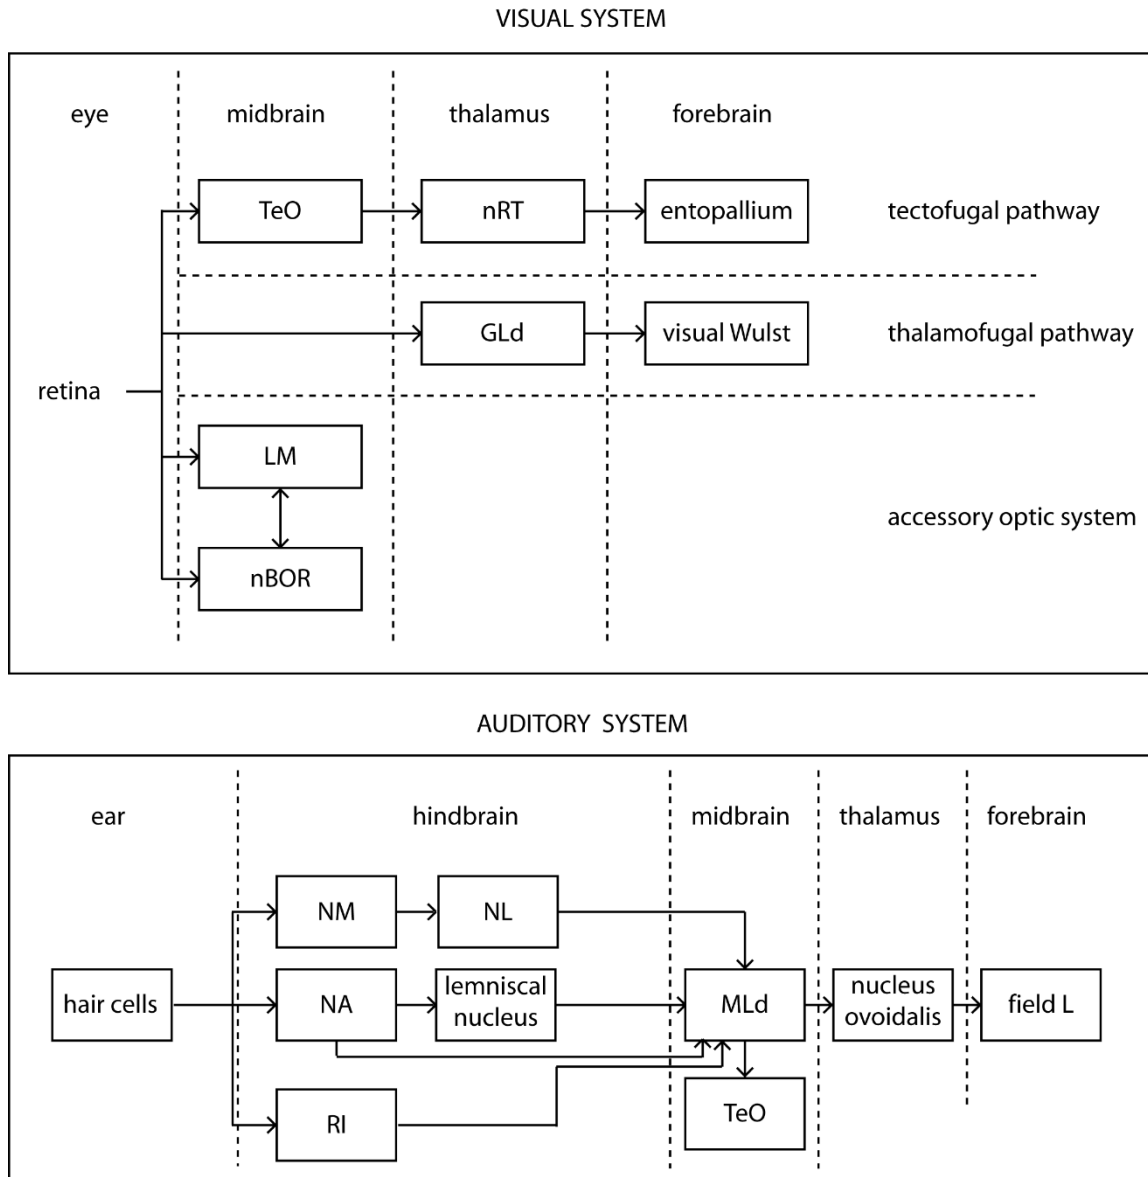 VISUAL SYSTEM
eye
midbrain
thalamus
forebrain
TeO
nRT
entopallium
tectofugal pathway
GLd
visual Wulst
thalamofugal pathway
retina
LM
accessory optic system
nBOR
AUDITORY SYSTEM
ear
hindbrain
midbrain
thalamus
forebrain
NM
NL
hair cells
NA
lemniscal
nucleus
MLd
nucleus
ovoidalis
field L
RI
TeO